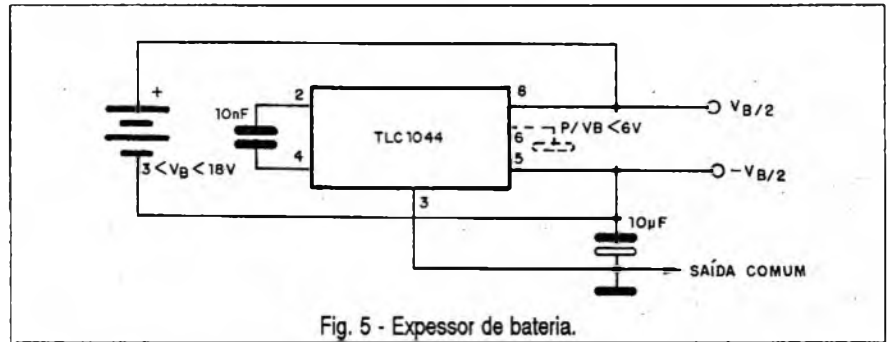 +
3 < VB < 18V
10nF
2
4
TLC1044
3
8
6
5
P/ VB < 6V
VB/2
-VB/2
10µF
SAÍDA COMUM
Fig. 5 - Expessor de bateria.